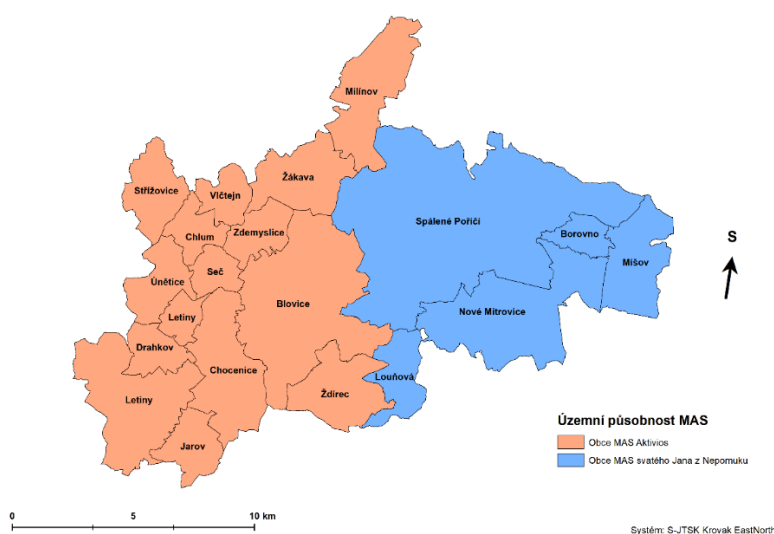 Milínov
Žákava
Střížovice
Vlčtejn
Spálené Poříčí
Zdemyslice
Chlum
Borovno
S
Míšov
Seč
Únětice
Blovice
Nové Mitrovice
Letiny
Drahkov
Chocenice
Louňová
Ždírec
Letiny
Jarov
Územní působnost MAS
Obce MAS Aktivios
Obce MAS svatého Jana z Nepomuku
0 5 10 km
Systém: S-JTSK Krovak EastNorth